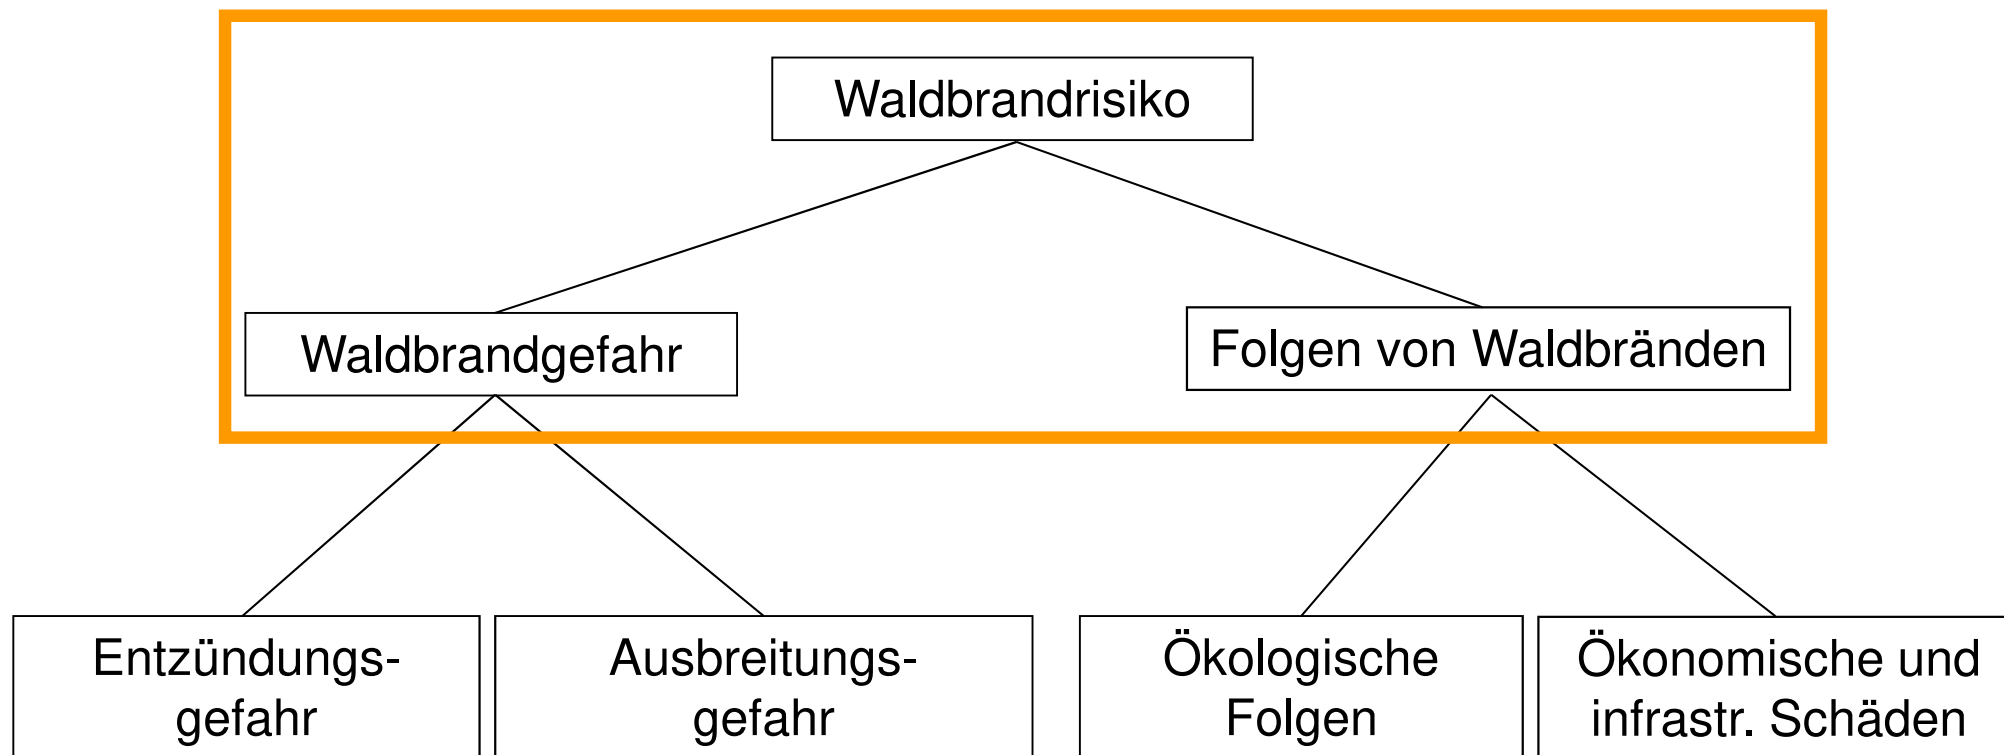 Waldbrandrisiko
Waldbrandgefahr
Folgen von Waldbränden
Entzündungs-
gefahr
Ausbreitungs-
gefahr
Ökologische
Folgen
Ökonomische und
infrastr. Schäden